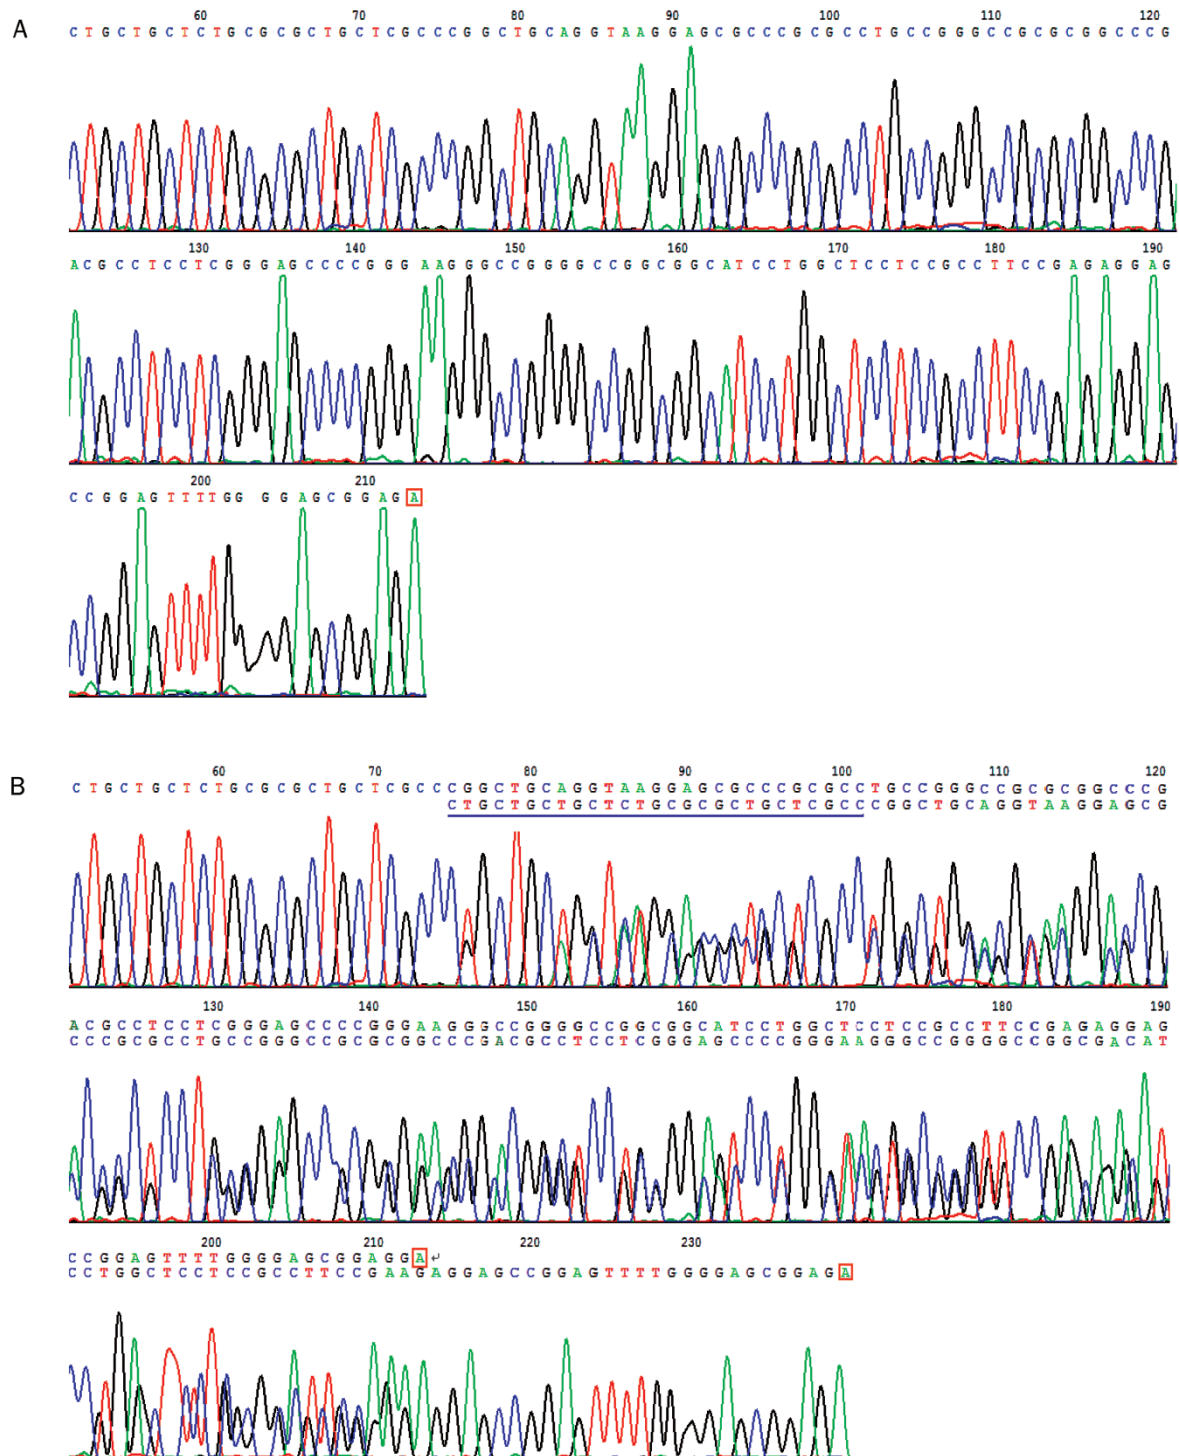 60 70 80 90 100 110 120
A CTGCTGCTCTGCGCGCTGCTCGCCCGGCTGCAGGTAAGGAGCGCCCGCGCCTGCCGGGCCGCGCGGCCCG
130 140 150 160 170 180 190
ACGCCTCCTCGGGAGCCCCGGGAAGGGCCGGGGCCGGCGGCATCCTGGCTCCTCCGCCTTCCGAGAGGAG
200 210
CCGGAGTTTTGG GGAGCGGAGA
60 70 80 90 100 110 120
B CTGCTGCTCTGCGCGCTGCTCGCCCGGCTGCAGGTAAGGAGCGCCCGCGCCTGCCGGGCCGCGCGGCCCG
CTGCTGCTGCTCTGCGCGCTGCTCGCCCGGCTGCAGGTAAGGAGCG
130 140 150 160 170 180 190
ACGCCTCCTCGGGAGCCCCGGGAAGGGCCGGGGCCGGCGGCATCCTGGCTCCTCCGCCTTCCGAGAGGAG
CCCGCGCCTGCCGGGCCGCGCGGCCCGACGCCTCCTCGGGAGCCCCGGGAAGGGCCGGGGCCGGCGACAT
200 210 220 230
CCGGAGTTTTGGGGAGCGGAGGA ↵
CCTGGCTCCTCCGCCTTCCGAAGAGGAGCCGGAGTTTTGGGGAGCGGAGA